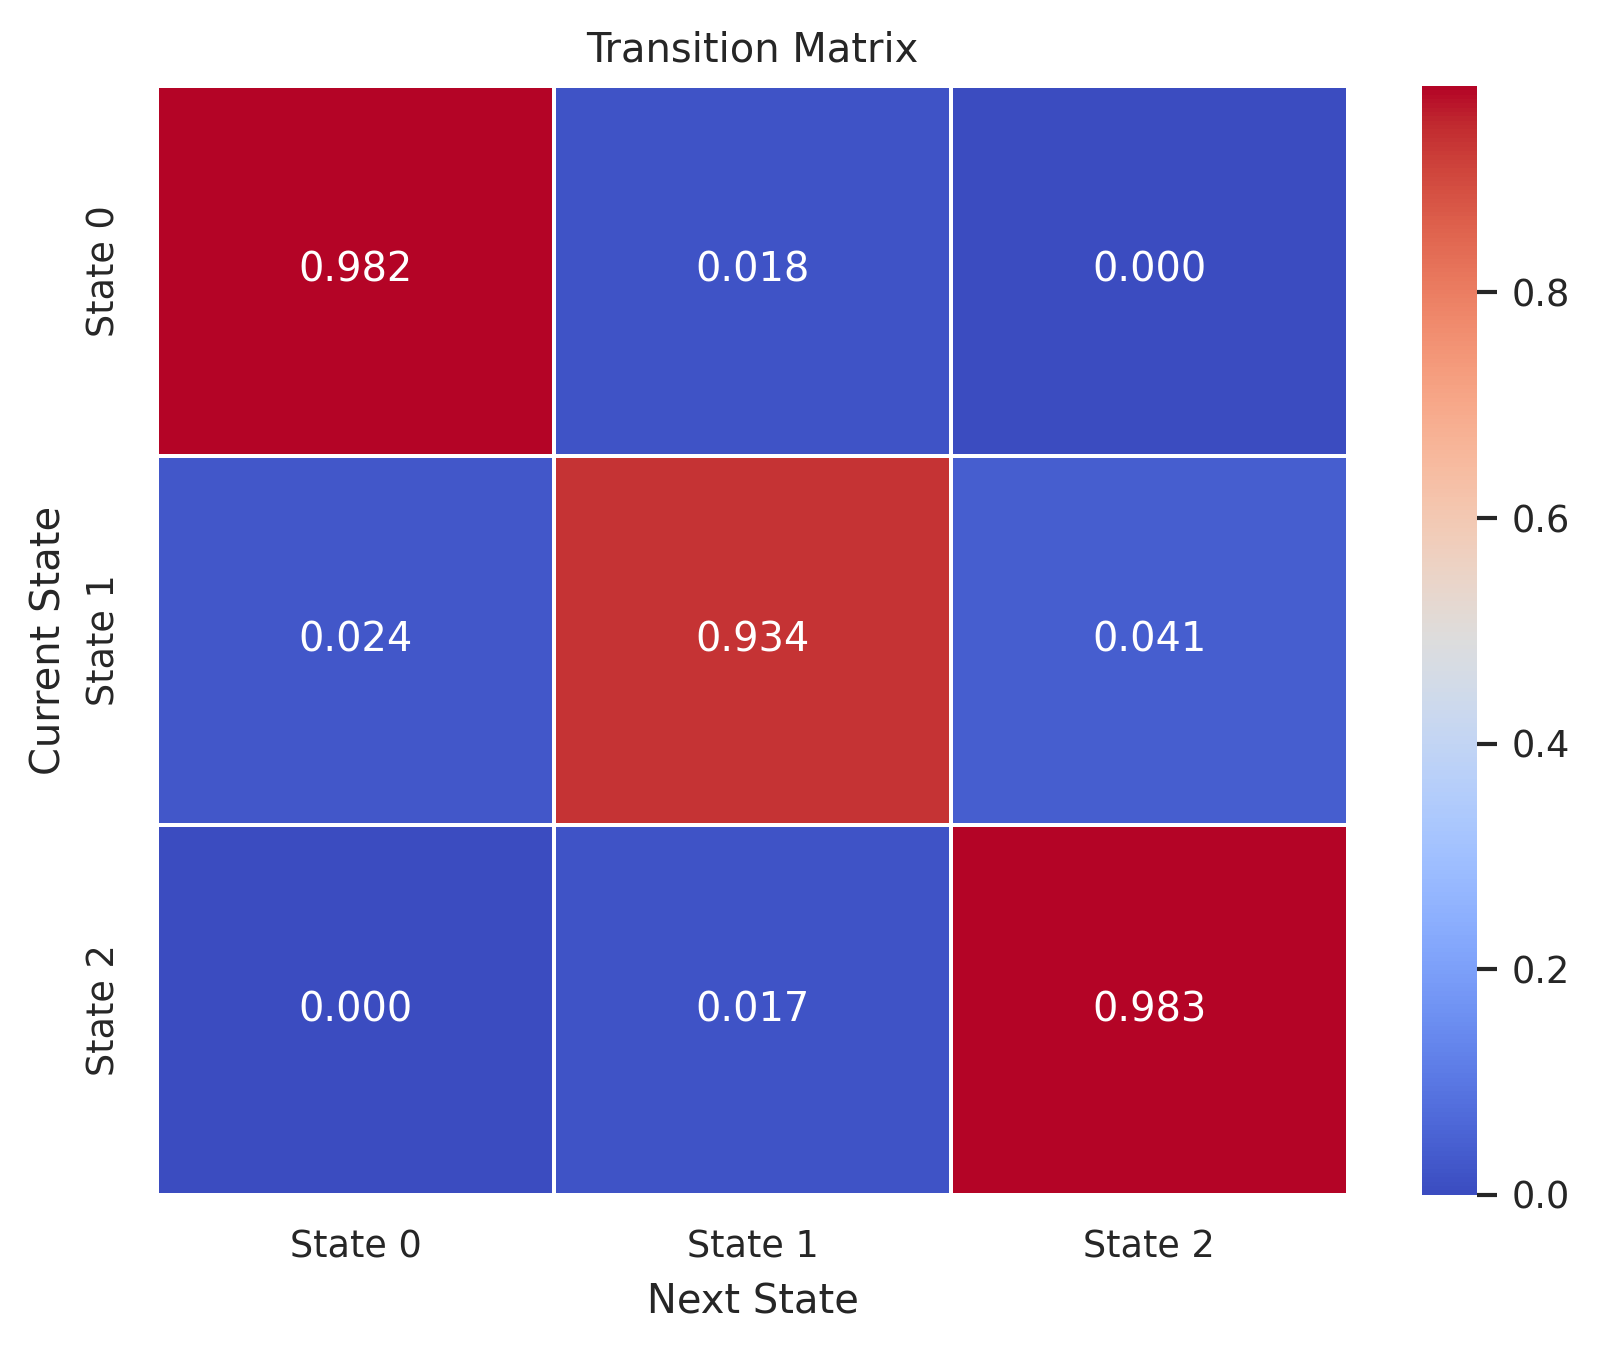 Transition Matrix
State 0
0.982
0.018
0.000
Current State
State 1
0.024
0.934
0.041
State 2
0.000
0.017
0.983
State 0
State 1
State 2
Next State
0.8
0.6
0.4
0.2
0.0